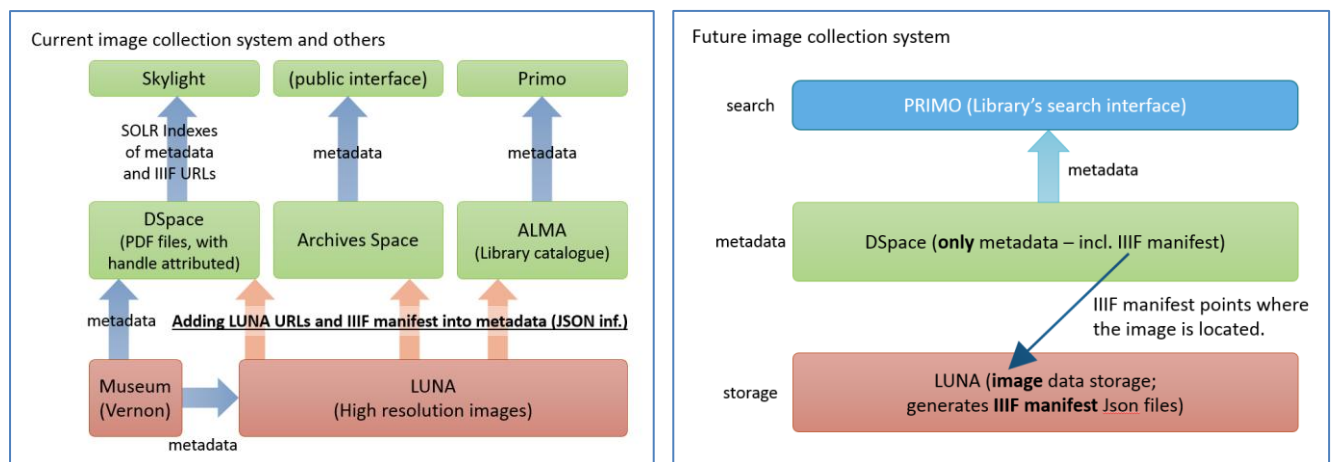 Current image collection system and others
Skylight
(public interface)
Primo
SOLR Indexes
of metadata
and IIIF URLs
metadata
metadata
DSpace
(PDF files, with
handle attributed)
Archives Space
ALMA
(Library catalogue)
metadata
Adding LUNA URLs and IIIF manifest into metadata (JSON inf.)
Museum
(Vernon)
LUNA
(High resolution images)
metadata
Future image collection system
search
PRIMO (Library's search interface)
metadata
metadata
DSpace (only metadata – incl. IIIF manifest)
IIIF manifest points where
the image is located.
storage
LUNA (image data storage;
generates IIIF manifest Json files)